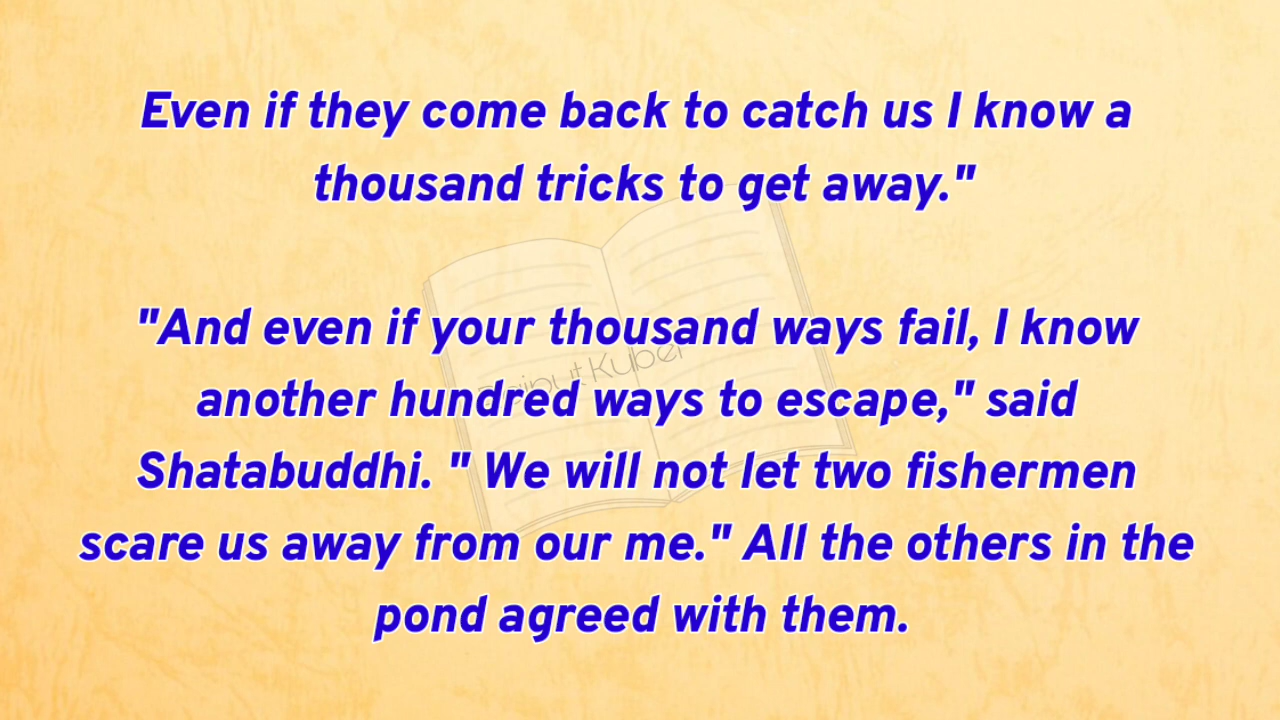 Even if they come back to catch us I know a
thousand tricks to get away."
"And even if your thousand ways fail, I know
another hundred ways to escape," said
Shatabuddhi. " We will not let two fishermen
scare us away from our me." All the others in the
pond agreed with them.